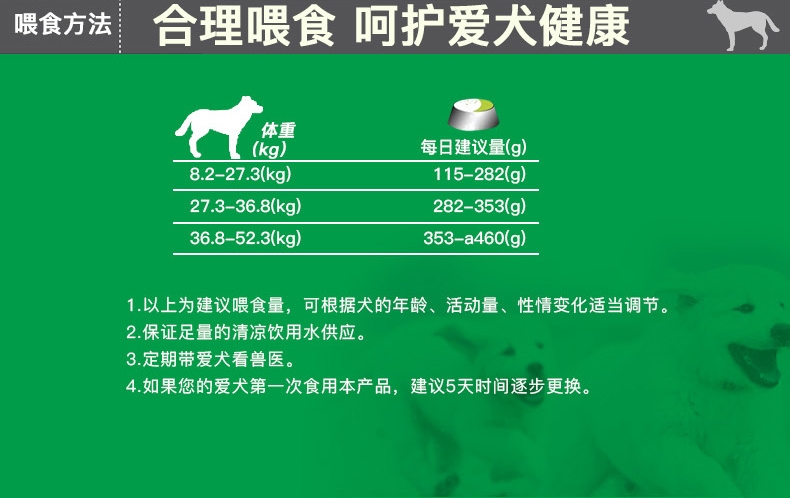 喂食方法
合理喂食 呵护爱犬健康
体重
(kg)
每日建议量(g)
8.2-27.3(kg) 115-282(g)
27.3-36.8(kg) 282-353(g)
36.8-52.3(kg) 353-a460(g)
1.以上为建议喂食量，可根据犬的年龄、活动量、性情变化适当调节。
2.保证足量的清凉饮用水供应。
3.定期带爱犬看兽医。
4.如果您的爱犬第一次食用本产品，建议5天时间逐步更换。